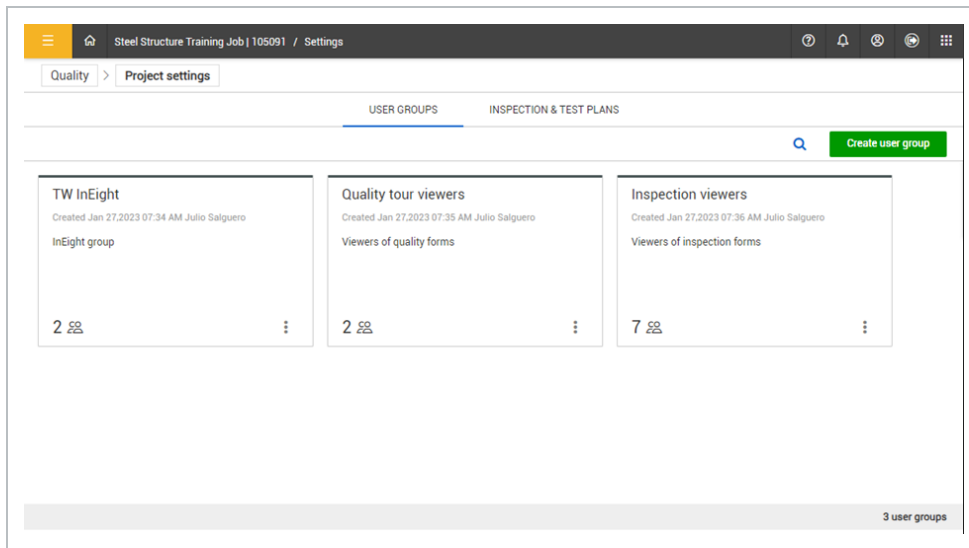 Steel Structure Training Job | 105091 / Settings
Quality > Project settings
USER GROUPS INSPECTION & TEST PLANS
Create user group
TW InEight
Created Jan 27,2023 07:34 AM Julio Salguero
InEight group
2
Quality tour viewers
Created Jan 27,2023 07:35 AM Julio Salguero
Viewers of quality forms
2
Inspection viewers
Created Jan 27,2023 07:36 AM Julio Salguero
Viewers of inspection forms
7
3 user groups